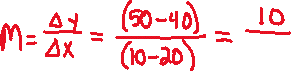 M = Δy/Δx = (50-40)/(10-20) = 10/